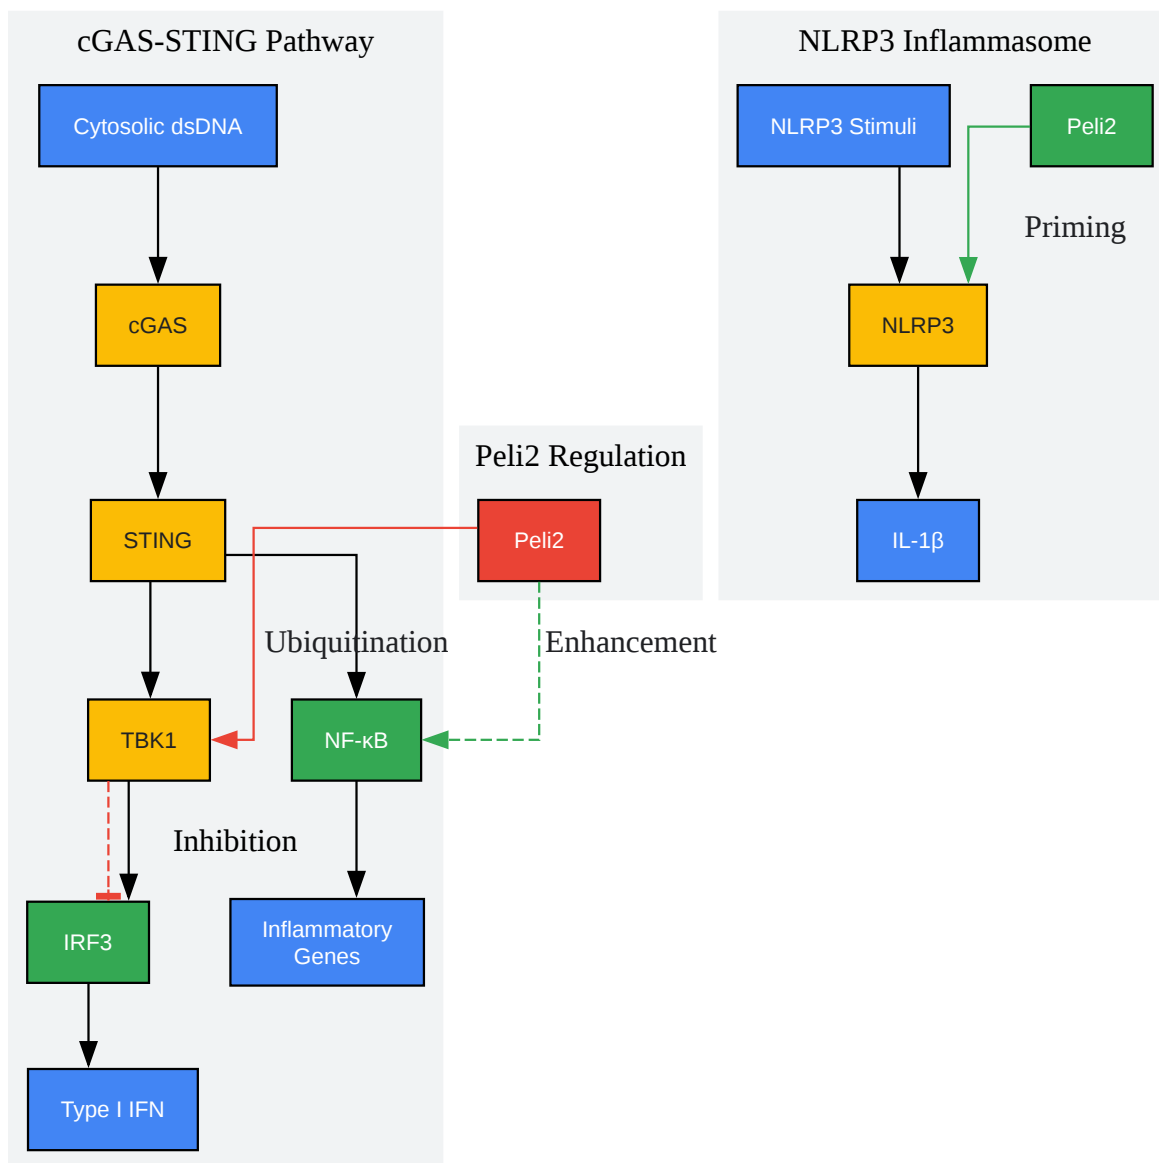 cGAS-STING Pathway
Cytosolic dsDNA
cGAS
STING
Ubiquitination
TBK1
NF-κB
Inhibition
IRF3
Inflammatory
Genes
Type I IFN
Peli2 Regulation
Peli2
Enhancement
NLRP3 Inflammasome
NLRP3 Stimuli
Peli2
Priming
NLRP3
IL-1β